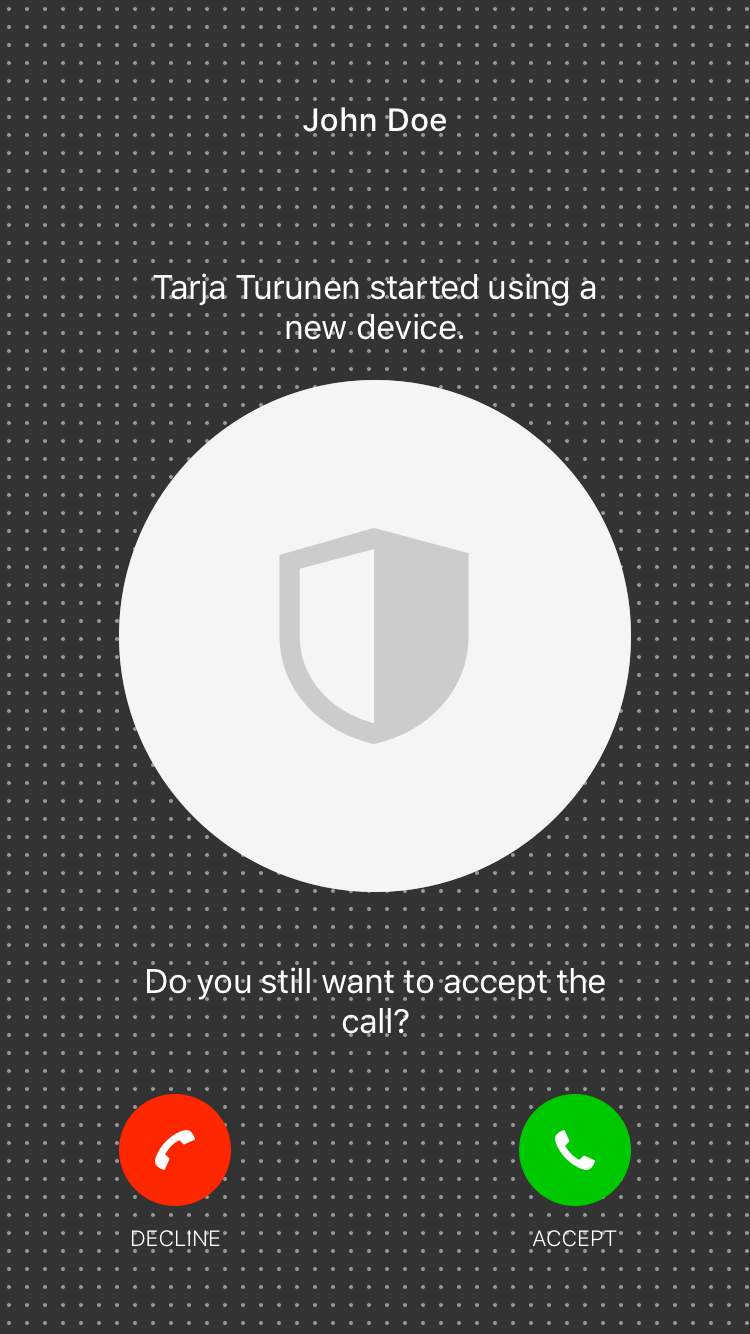 John Doe
Tarja Turunen started using a
new device.
Do you still want to accept the
call?
DECLINE
ACCEPT